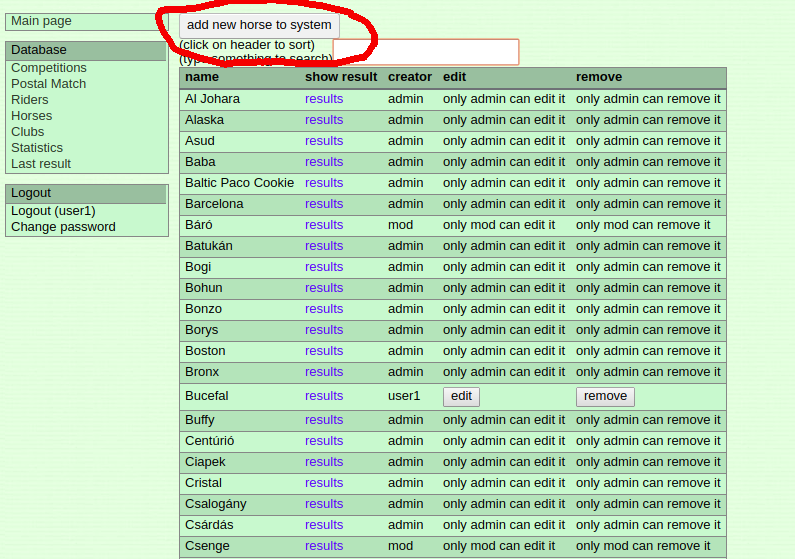 Main page
Database
Competitions
Postal Match
Riders
Horses
Clubs
Statistics
Last result
Logout
Logout (user1)
Change password
add new horse to system
(click on header to sort)
(type something to search)
name show result creator edit remove
Al Johara results admin only admin can edit it only admin can remove it
Alaska results admin only admin can edit it only admin can remove it
Asud results admin only admin can edit it only admin can remove it
Baba results admin only admin can edit it only admin can remove it
Baltic Paco Cookie results admin only admin can edit it only admin can remove it
Barcelona results admin only admin can edit it only admin can remove it
Báró results mod only mod can edit it only mod can remove it
Batukán results admin only admin can edit it only admin can remove it
Bogi results admin only admin can edit it only admin can remove it
Bohun results admin only admin can edit it only admin can remove it
Bonzo results admin only admin can edit it only admin can remove it
Borys results admin only admin can edit it only admin can remove it
Boston results admin only admin can edit it only admin can remove it
Bronx results admin only admin can edit it only admin can remove it
Bucefal results user1 edit remove
Buffy results admin only admin can edit it only admin can remove it
Centúrió results admin only admin can edit it only admin can remove it
Ciapek results admin only admin can edit it only admin can remove it
Cristal results admin only admin can edit it only admin can remove it
Csalogány results admin only admin can edit it only admin can remove it
Csárdás results admin only admin can edit it only admin can remove it
Csenge results mod only mod can edit it only mod can remove it